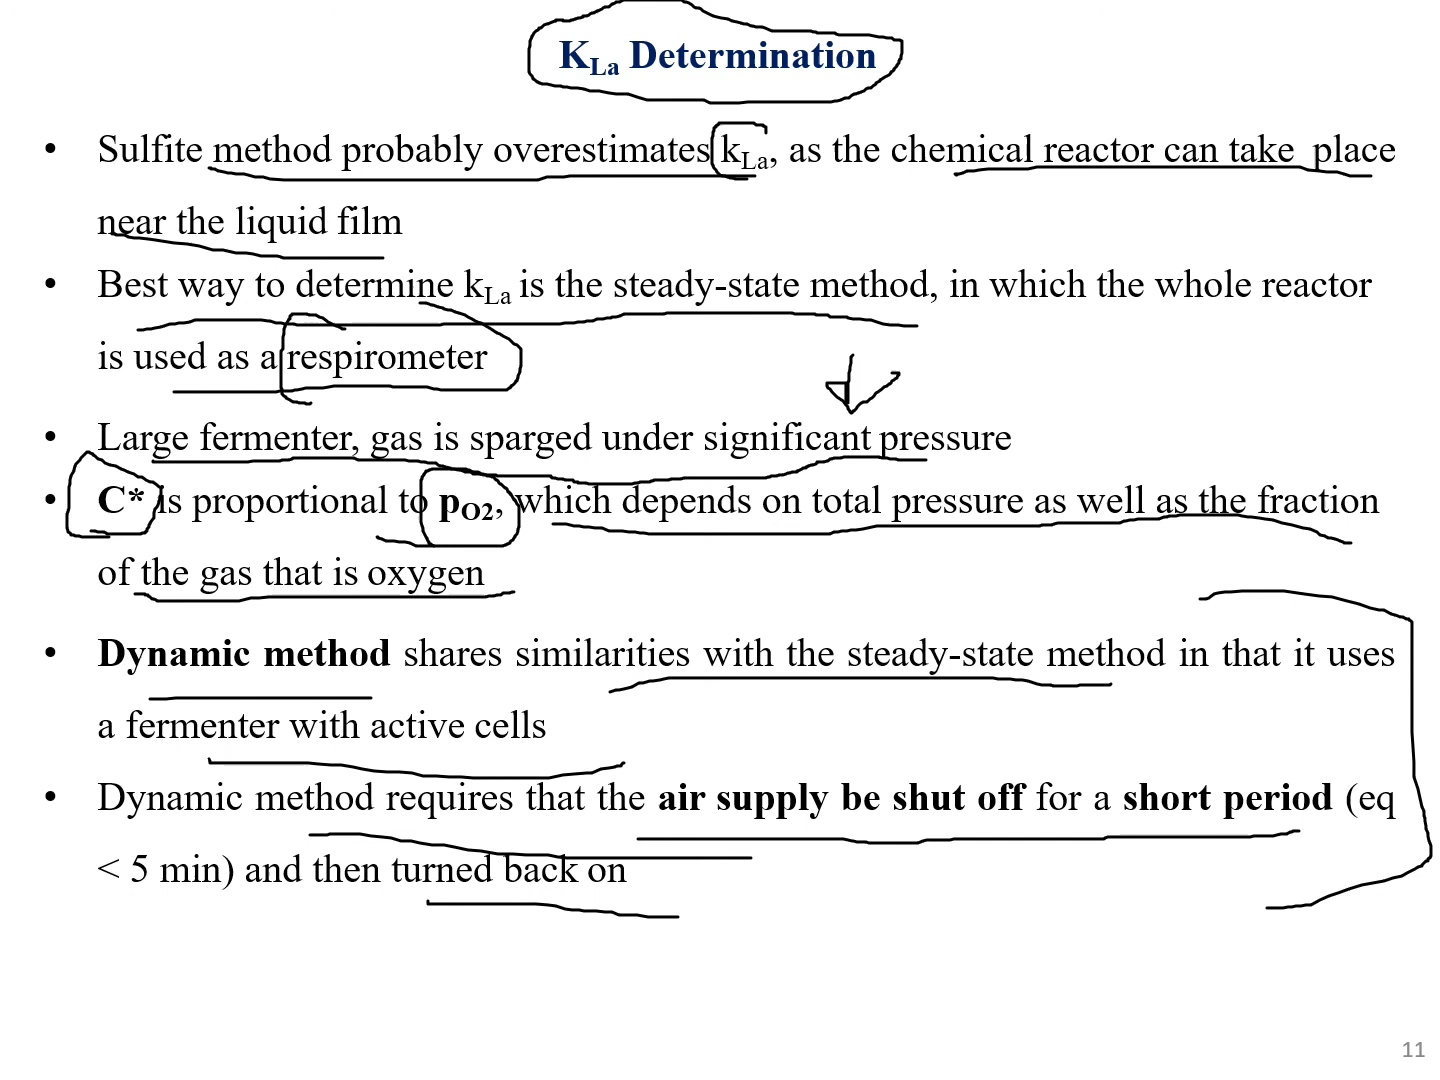 K_La Determination
• Sulfite method probably overestimates k_La, as the chemical reactor can take place
near the liquid film
• Best way to determine k_La is the steady-state method, in which the whole reactor
is used as a respirometer
• Large fermenter, gas is sparged under significant pressure
• C* is proportional to p_O2, which depends on total pressure as well as the fraction
of the gas that is oxygen
• Dynamic method shares similarities with the steady-state method in that it uses
a fermenter with active cells
• Dynamic method requires that the air supply be shut off for a short period (eq
< 5 min) and then turned back on
11